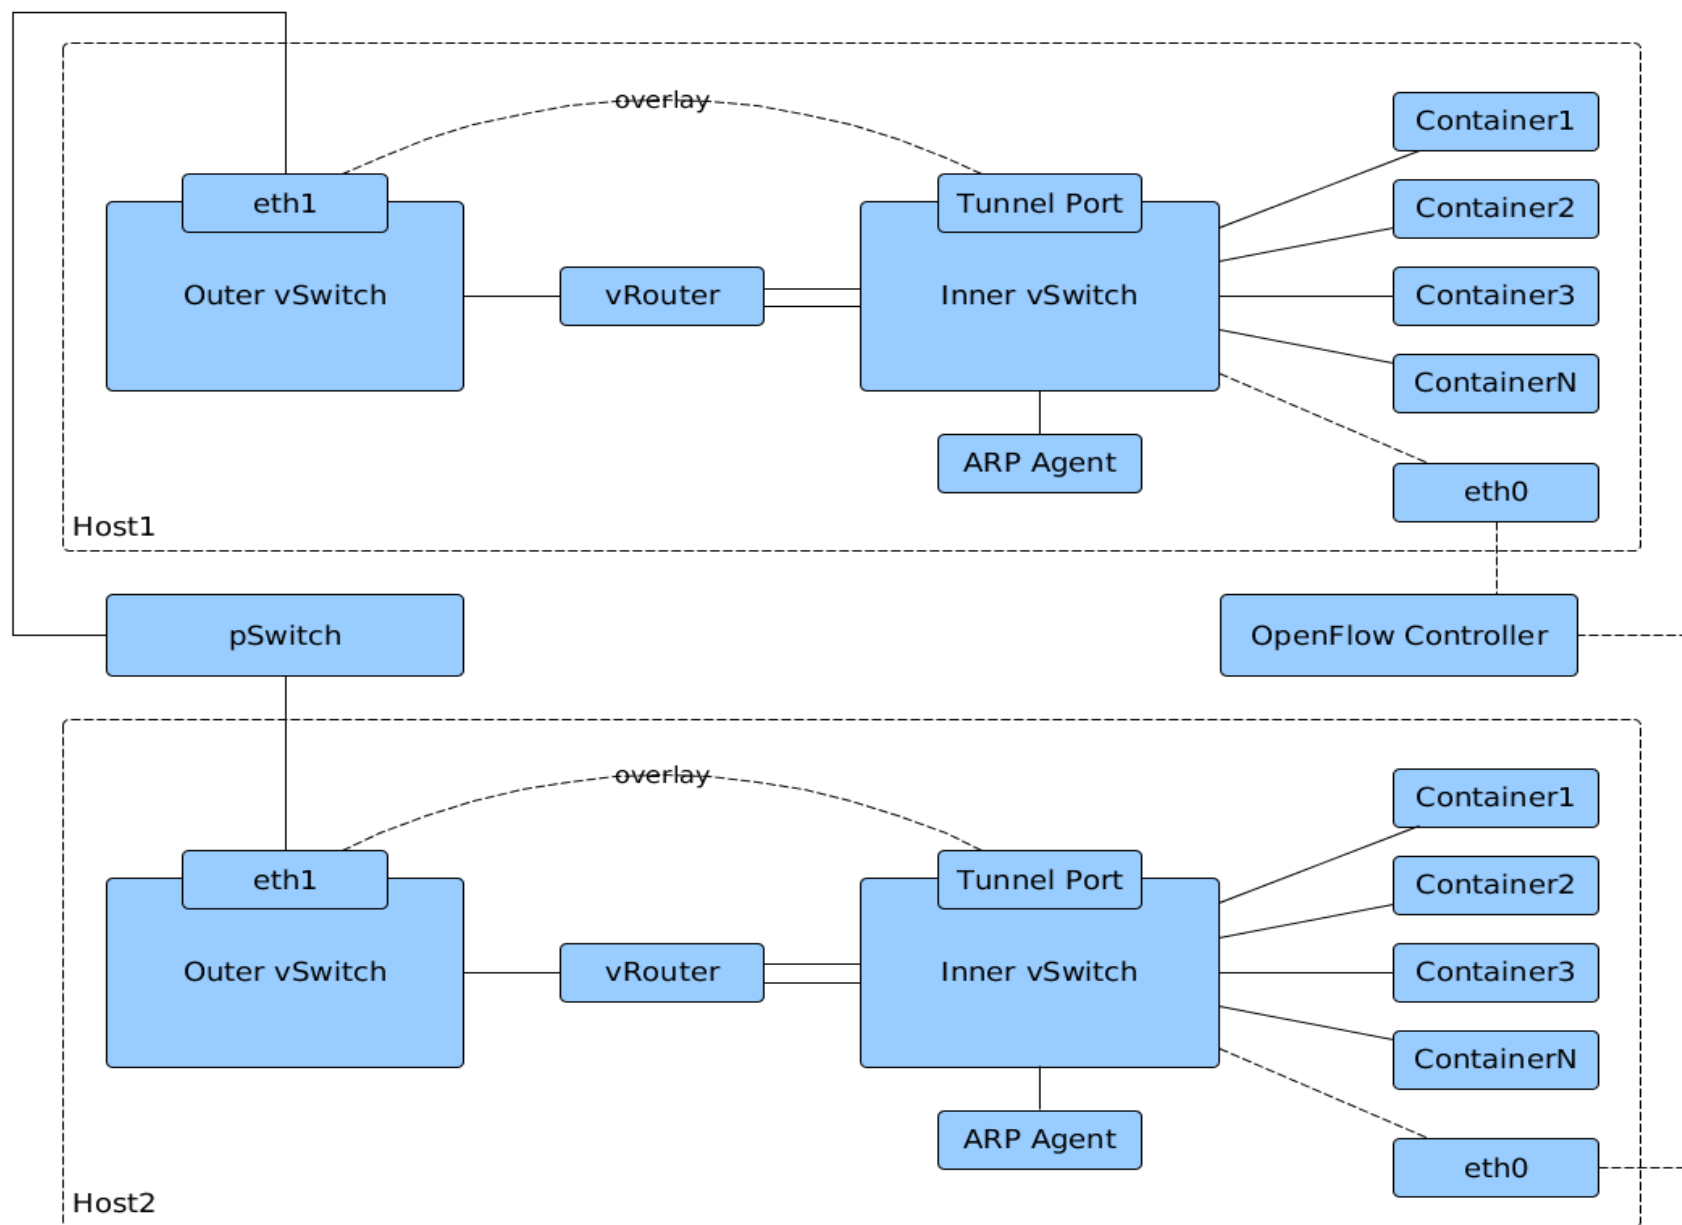 overlay
Container1
eth1
Tunnel Port
Container2
Outer vSwitch
vRouter
Inner vSwitch
Container3
ContainerN
ARP Agent
eth0
Host1
pSwitch
OpenFlow Controller
overlay
Container1
eth1
Tunnel Port
Container2
Outer vSwitch
vRouter
Inner vSwitch
Container3
ContainerN
ARP Agent
eth0
Host2